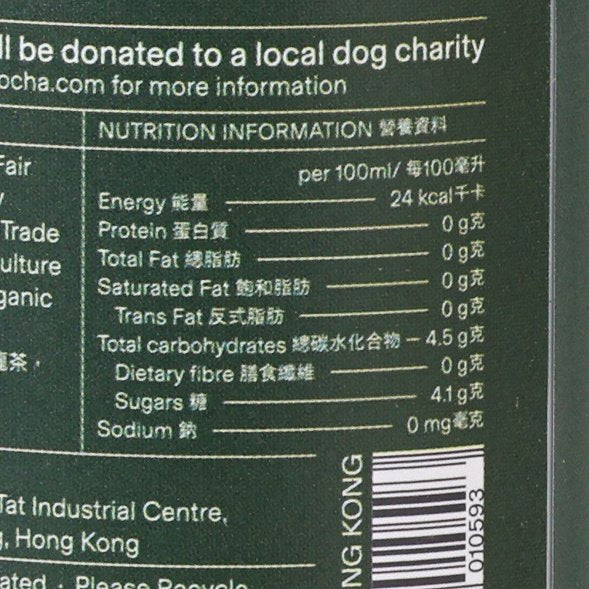 ll be donated to a local dog charity
ocha.com for more information
Fair
Trade
ulture
ganic
茶，
NUTRITION INFORMATION 營養資料
per 100ml/ 每100毫升
Energy 能量 24 kcal千卡
Protein 蛋白質 0 g克
Total Fat 總脂肪 0 g克
Saturated Fat 飽和脂肪 0 g克
Trans Fat 反式脂肪 0 g克
Total carbohydrates 總碳水化合物 4.5 g克
Dietary fibre 膳食纖維 0 g克
Sugars 糖 4.1 g克
Sodium 鈉 0 mg毫克
Tat Industrial Centre,
, Hong Kong
ated · Please Recycle
NG KONG
010593